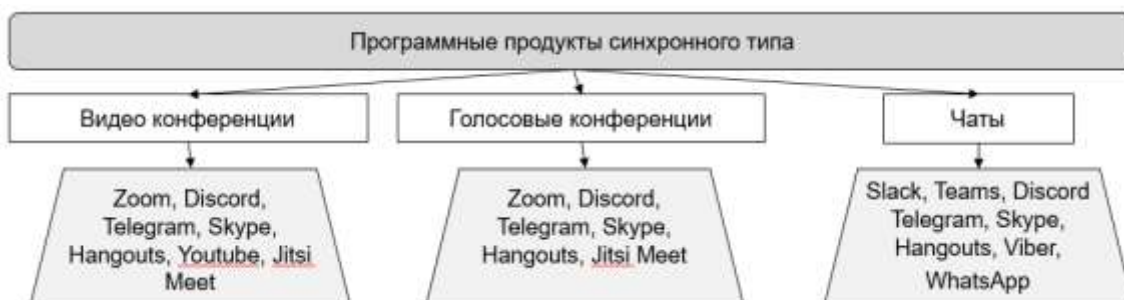 Программные продукты синхронного типа
Видео конференции
Голосовые конференции
Чаты
Zoom, Discord,
Telegram, Skype,
Hangouts, Youtube, Jitsi
Meet
Zoom, Discord,
Telegram, Skype,
Hangouts, Jitsi Meet
Slack, Teams, Discord
Telegram, Skype,
Hangouts, Viber,
WhatsApp